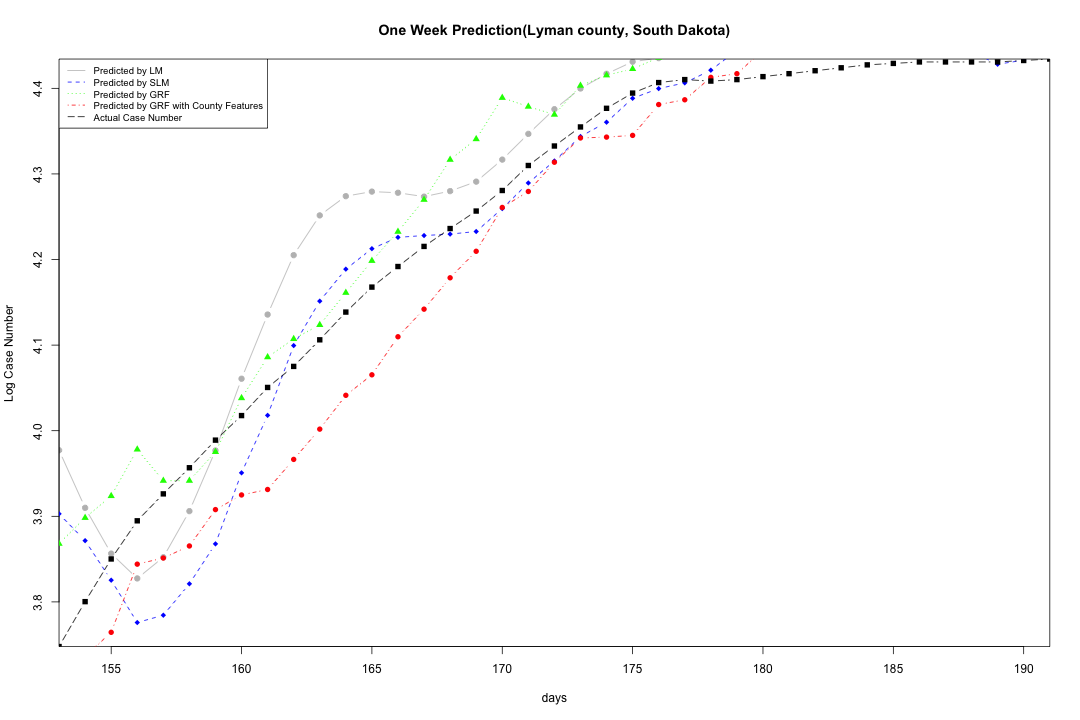 One Week Prediction(Lyman county, South Dakota)
Predicted by LM
Predicted by SLM
Predicted by GRF
Predicted by GRF with County Features
Actual Case Number
Log Case Number
4.4
4.3
4.2
4.1
4.0
3.9
3.8
155 160 165 170 175 180 185 190
days